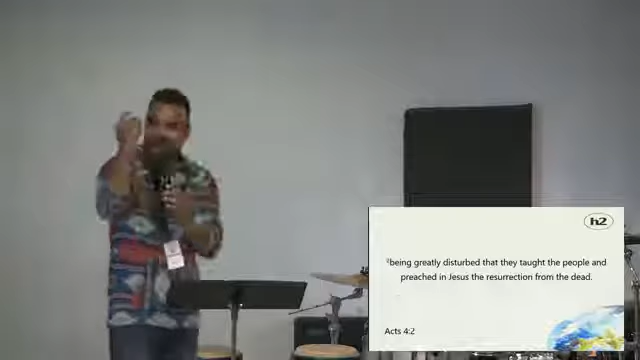 h2
²being greatly disturbed that they taught the people and
preached in Jesus the resurrection from the dead.
Acts 4:2